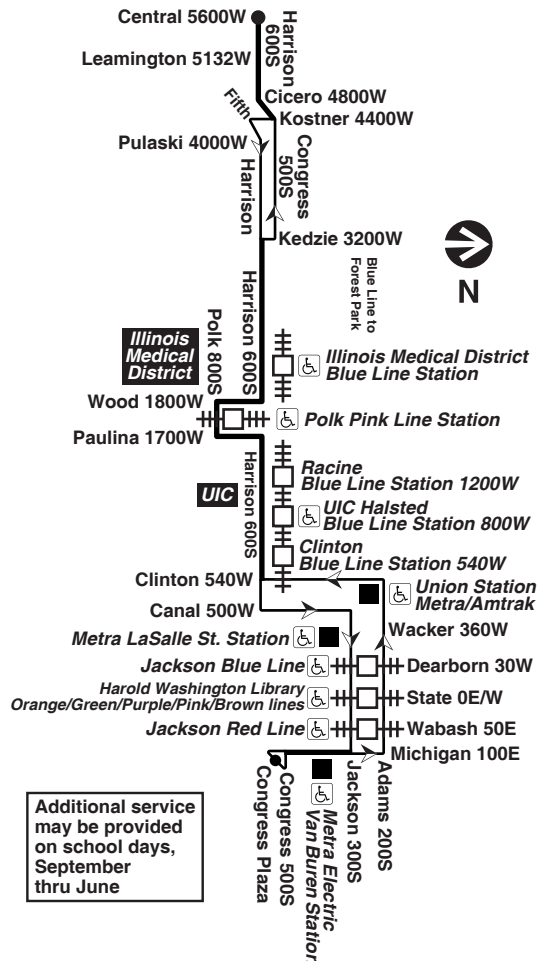 Central 5600W
Harrison
600S
Leamington 5132W
Cicero 4800W
Fifth
Kostner 4400W
Pulaski 4000W
Congress
500S
Harrison
Kedzie 3200W
N
Blue Line to
Forest Park
Harrison 600S
Polk 800S
Illinois
Medical
District
Illinois Medical District
Blue Line Station
Wood 1800W
Polk Pink Line Station
Paulina 1700W
Racine
Blue Line Station 1200W
Harrison 600S
UIC
UIC Halsted
Blue Line Station 800W
Clinton
Blue Line Station 540W
Clinton 540W
Union Station
Metra/Amtrak
Canal 500W
Wacker 360W
Metra LaSalle St. Station
Jackson Blue Line
Dearborn 30W
Harold Washington Library
Orange/Green/Purple/Pink/Brown lines
State 0E/W
Jackson Red Line
Wabash 50E
Michigan 100E
Adams 200S
Jackson 300S
Metra Electric
Van Buren Station
Congress 500S
Congress Plaza
Additional service
may be provided
on school days,
September
thru June